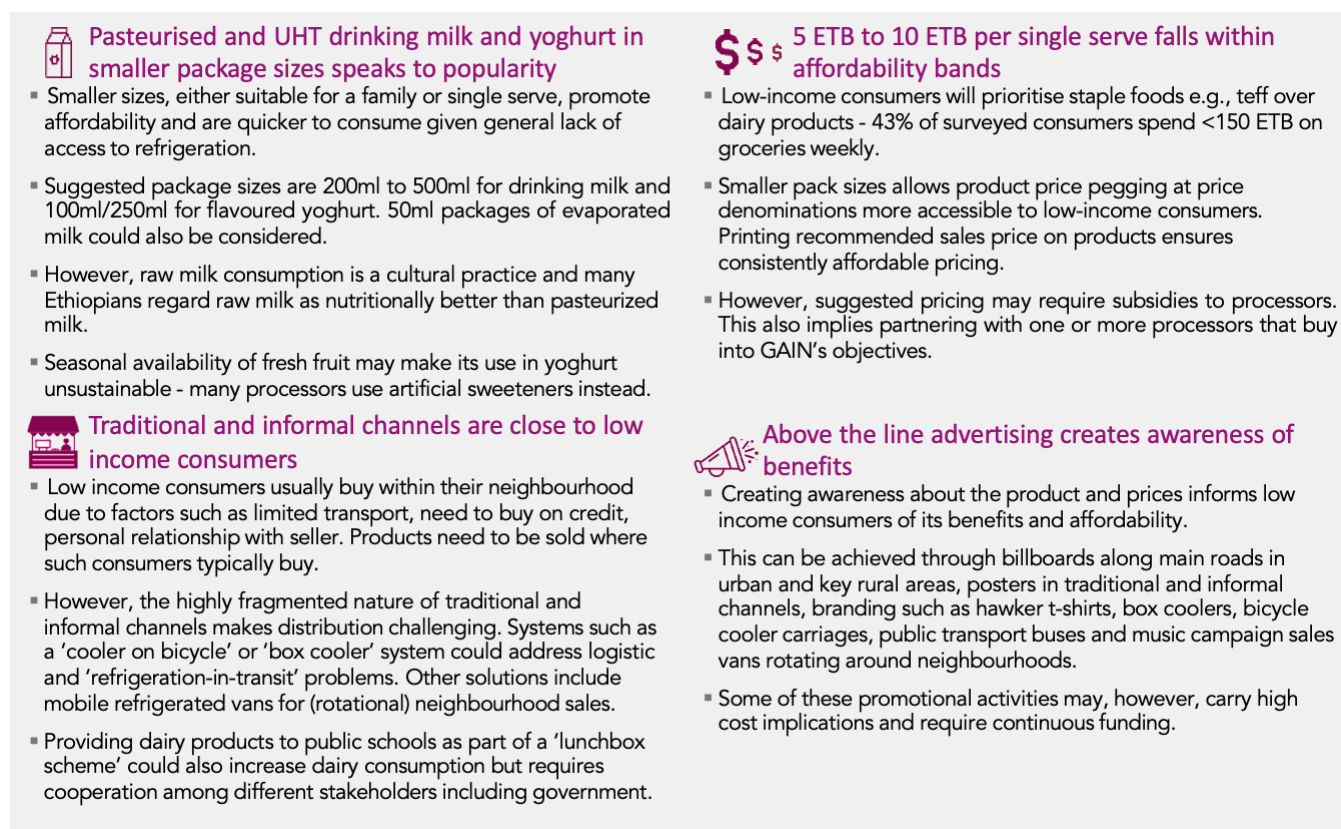 Pasteurised and UHT drinking milk and yoghurt in
smaller package sizes speaks to popularity
▪ Smaller sizes, either suitable for a family or single serve, promote
affordability and are quicker to consume given general lack of
access to refrigeration.
▪ Suggested package sizes are 200ml to 500ml for drinking milk and
100ml/250ml for flavoured yoghurt. 50ml packages of evaporated
milk could also be considered.
▪ However, raw milk consumption is a cultural practice and many
Ethiopians regard raw milk as nutritionally better than pasteurized
milk.
▪ Seasonal availability of fresh fruit may make its use in yoghurt
unsustainable - many processors use artificial sweeteners instead.
$ $ $
5 ETB to 10 ETB per single serve falls within
affordability bands
▪ Low-income consumers will prioritise staple foods e.g., teff over
dairy products - 43% of surveyed consumers spend <150 ETB on
groceries weekly.
▪ Smaller pack sizes allows product price pegging at price
denominations more accessible to low-income consumers.
Printing recommended sales price on products ensures
consistently affordable pricing.
▪ However, suggested pricing may require subsidies to processors.
This also implies partnering with one or more processors that buy
into GAIN's objectives.
Traditional and informal channels are close to low
income consumers
▪ Low income consumers usually buy within their neighbourhood
due to factors such as limited transport, need to buy on credit,
personal relationship with seller. Products need to be sold where
such consumers typically buy.
▪ However, the highly fragmented nature of traditional and
informal channels makes distribution challenging. Systems such as
a 'cooler on bicycle' or 'box cooler' system could address logistic
and 'refrigeration-in-transit' problems. Other solutions include
mobile refrigerated vans for (rotational) neighbourhood sales.
▪ Providing dairy products to public schools as part of a 'lunchbox
scheme' could also increase dairy consumption but requires
cooperation among different stakeholders including government.
Above the line advertising creates awareness of
benefits
▪ Creating awareness about the product and prices informs low
income consumers of its benefits and affordability.
▪ This can be achieved through billboards along main roads in
urban and key rural areas, posters in traditional and informal
channels, branding such as hawker t-shirts, box coolers, bicycle
cooler carriages, public transport buses and music campaign sales
vans rotating around neighbourhoods.
▪ Some of these promotional activities may, however, carry high
cost implications and require continuous funding.